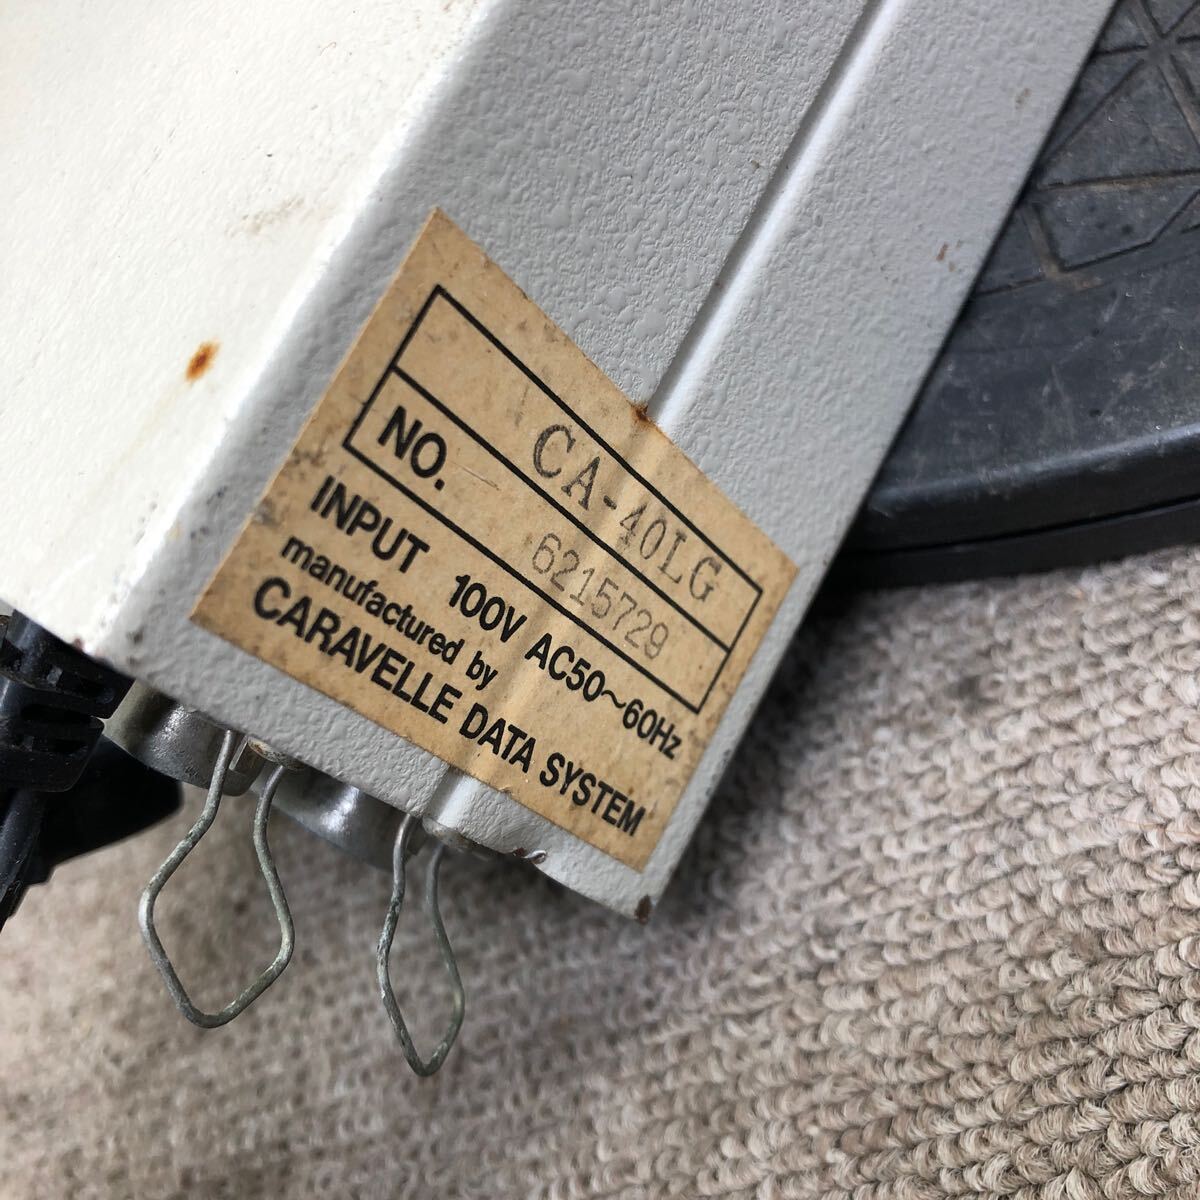 CA-40LG
NO. 6215729
INPUT 100V AC50~60Hz
manufactured by
CARAVELLE DATA SYSTEM